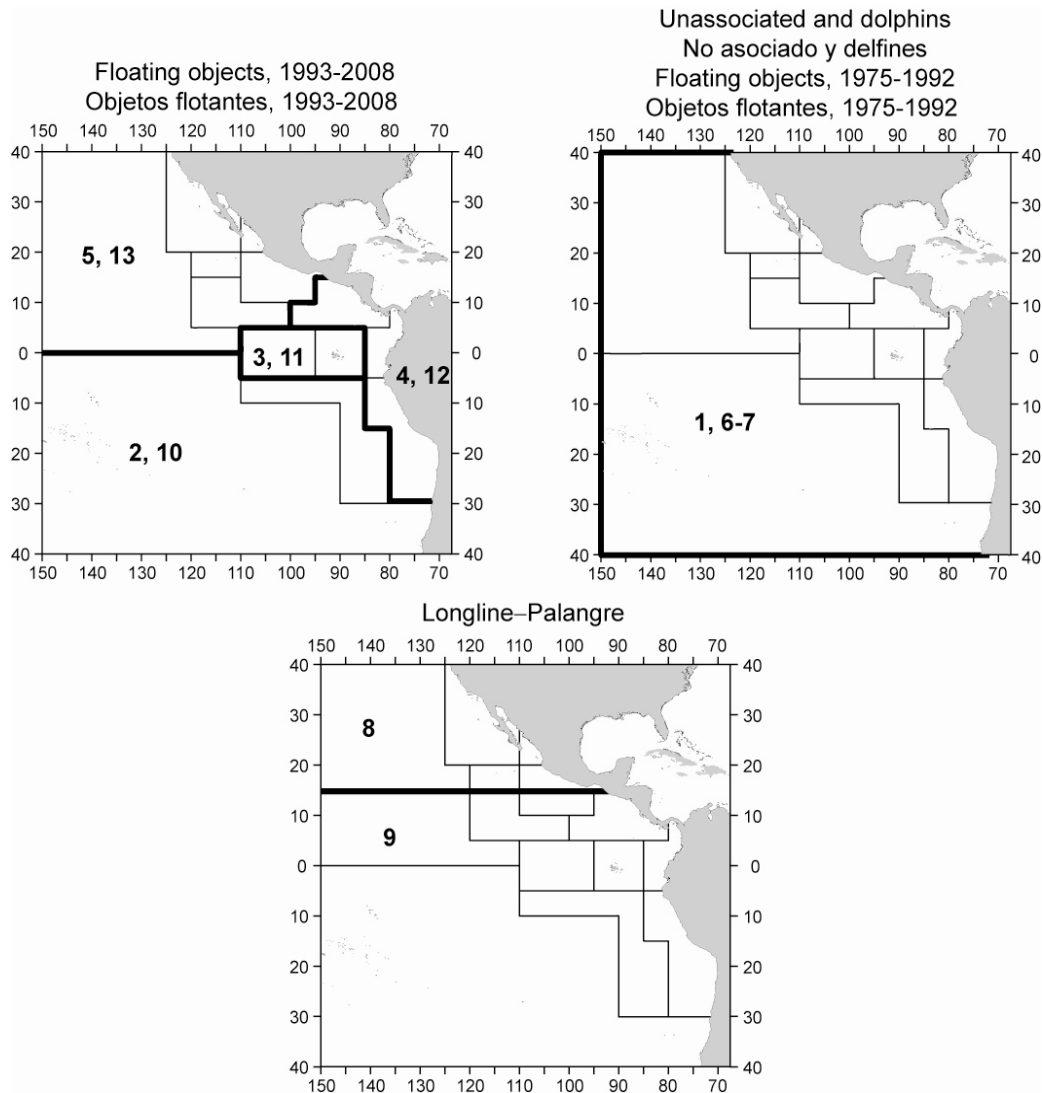 Floating objects, 1993-2008
Objetos flotantes, 1993-2008
150 140 130 120 110 100 90 80 70
40 40
30 30
20 20
10 10
0 0
10 10
20 20
30 30
40 40
5, 13
3, 11
4, 12
2, 10
150 140 130 120 110 100 90 80 70
Unassociated and dolphins
No asociado y delfines
Floating objects, 1975-1992
Objetos flotantes, 1975-1992
150 140 130 120 110 100 90 80 70
40 40
30 30
20 20
10 10
0 0
10 10
20 20
30 30
40 40
1, 6-7
150 140 130 120 110 100 90 80 70
Longline–Palangre
150 140 130 120 110 100 90 80 70
40 40
30 30
20 20
10 10
0 0
10 10
20 20
30 30
40 40
8
9
150 140 130 120 110 100 90 80 70